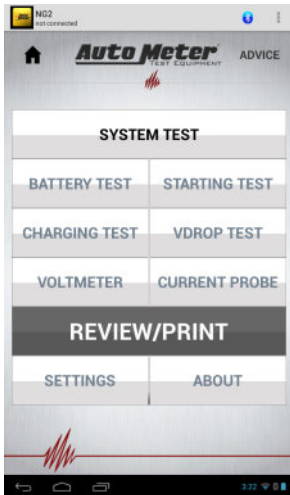 NG2
not connected
Auto Meter
TEST EQUIPMENT
ADVICE
SYSTEM TEST
BATTERY TEST
STARTING TEST
CHARGING TEST
VDROP TEST
VOLTMETER
CURRENT PROBE
REVIEW/PRINT
SETTINGS
ABOUT
3:22